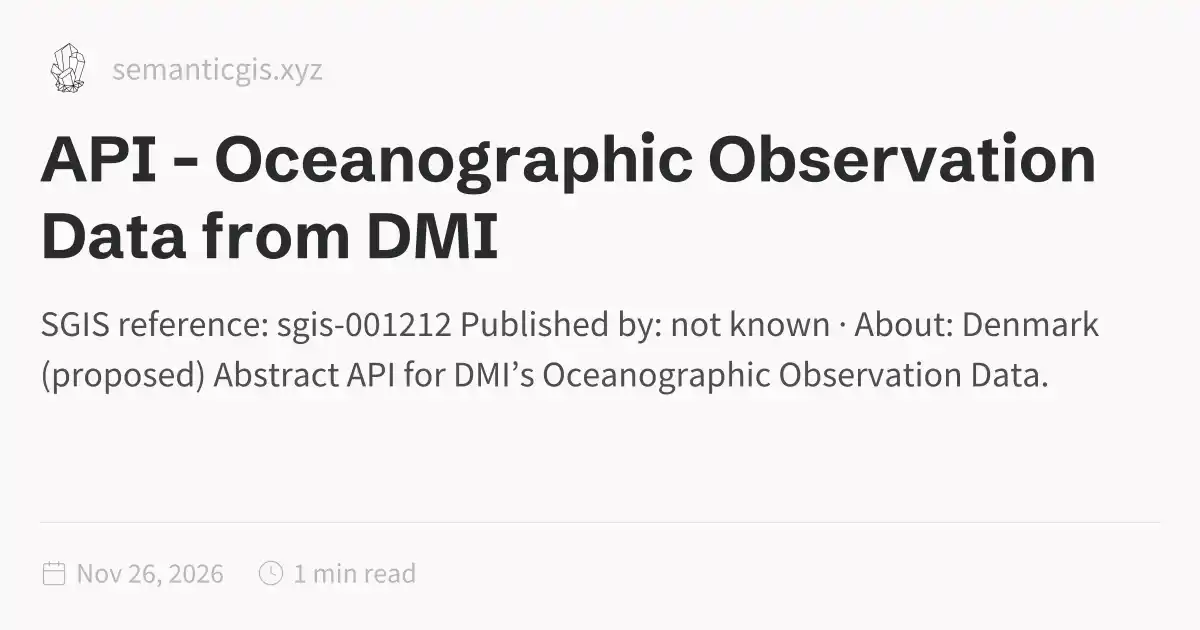 semanticgis.xyz
API - Oceanographic Observation
Data from DMI
SGIS reference: sgis-001212 Published by: not known · About: Denmark
(proposed) Abstract API for DMI’s Oceanographic Observation Data.
Nov 26, 2026 1 min read